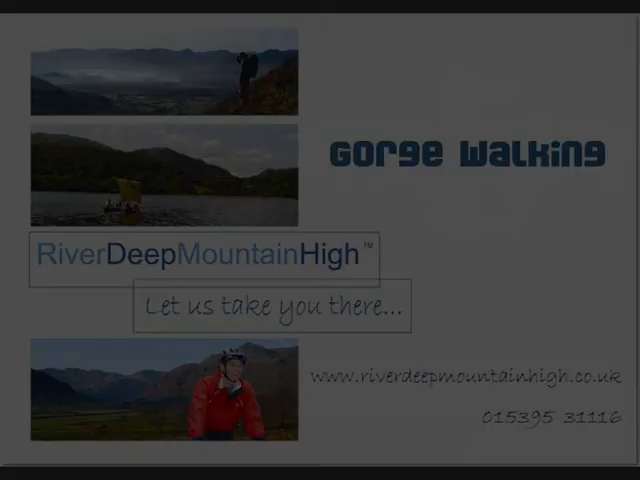 Gorge Walking
RiverDeepMountainHigh™
Let us take you there...
www.riverdeepmountainhigh.co.uk
015395 31116